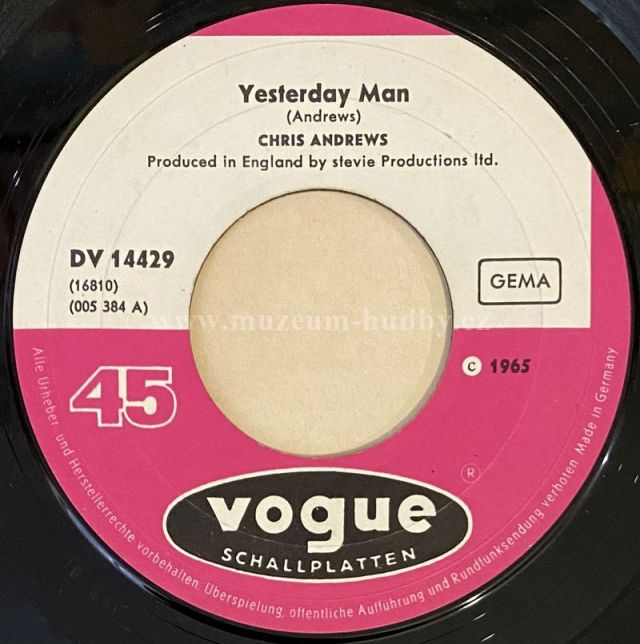 Yesterday Man
(Andrews)
CHRIS ANDREWS
Produced in England by stevie Productions ltd.
DV 14429
(16810)
(005 384 A)
GEMA
www.muzeum-hudby.cz
45
© 1965
®
vogue
SCHALLPLATTEN
Alle Urheber- und Herstellerrechte vorbehalten. Überspielung, öffentliche Aufführung und Rundfunksendung verboten. Made in Germany